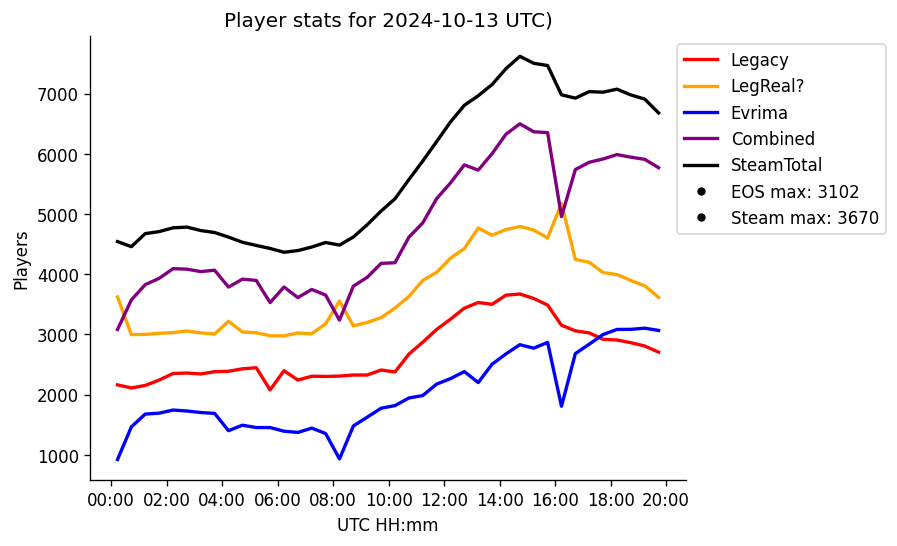 Player stats for 2024-10-13 UTC)
Legacy
LegReal?
Evrima
Combined
SteamTotal
EOS max: 3102
Steam max: 3670
Players
7000
6000
5000
4000
3000
2000
1000
00:00 02:00 04:00 06:00 08:00 10:00 12:00 14:00 16:00 18:00 20:00
UTC HH:mm